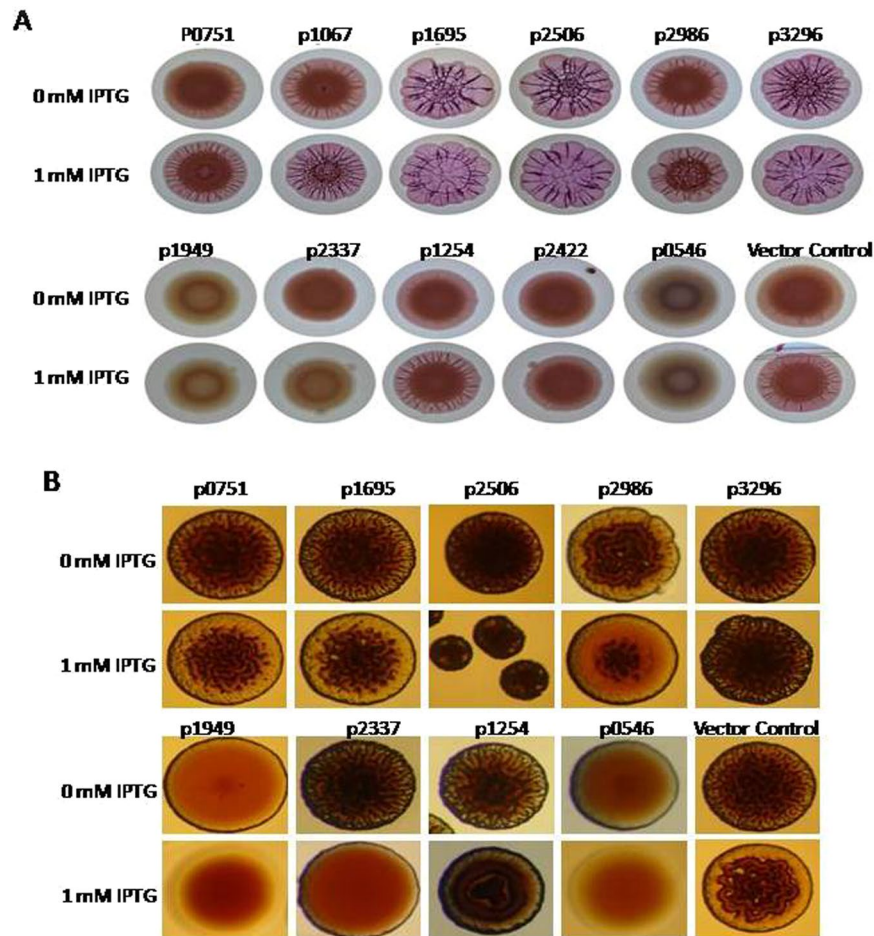 A
P0751 p1067 p1695 p2506 p2986 p3296
0 mM IPTG
1 mM IPTG
p1949 p2337 p1254 p2422 p0546 Vector Control
0 mM IPTG
1 mM IPTG
B
p0751 p1695 p2506 p2986 p3296
0 mM IPTG
1 mM IPTG
p1949 p2337 p1254 p0546 Vector Control
0 mM IPTG
1 mM IPTG